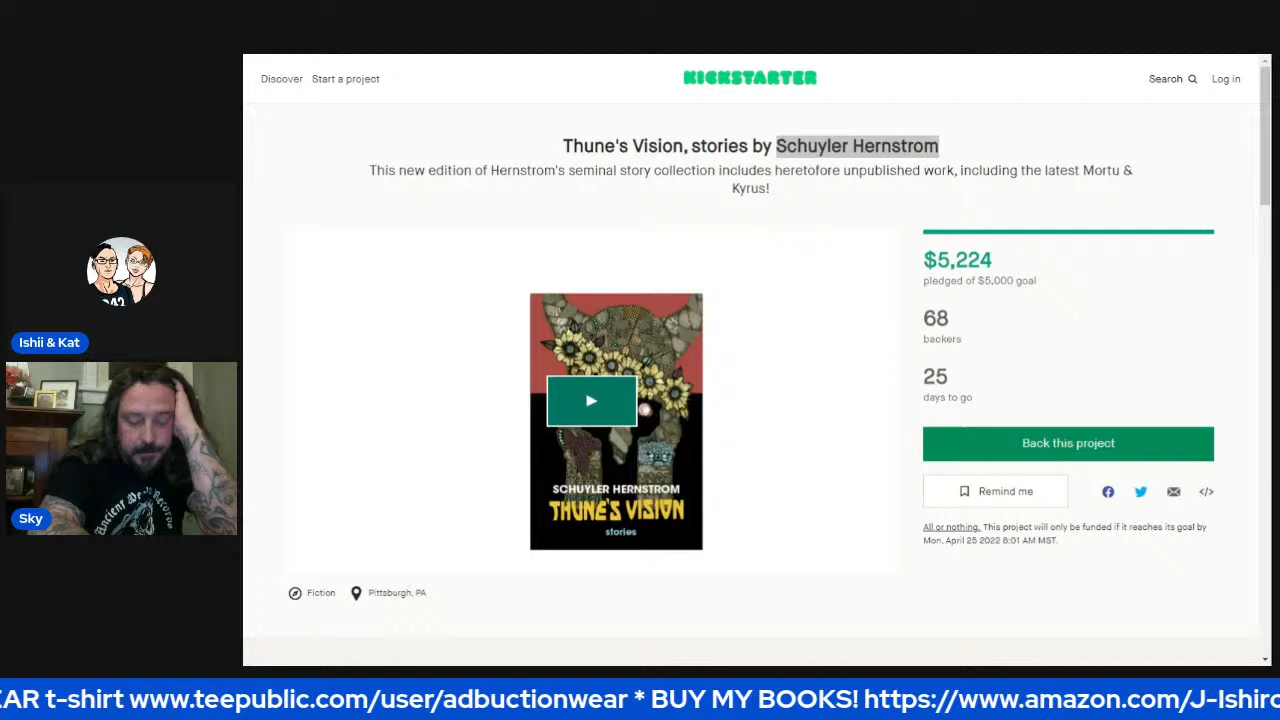 Discover Start a project KICKSTARTER Search Log in
Thune's Vision, stories by Schuyler Hernstrom
This new edition of Hernstrom's seminal story collection includes heretofore unpublished work, including the latest Mortu &
Kyrus!
$5,224
pledged of $5,000 goal
68
backers
25
days to go
Back this project
Remind me
All or nothing. This project will only be funded if it reaches its goal by
Mon, April 25 2022 8:01 AM MST.
SCHUYLER HERNSTROM
THUNE'S VISION
stories
Fiction Pittsburgh, PA
Ishii & Kat
Ancient
Records
Sky
EAR t-shirt www.teepublic.com/user/adbuctionwear * BUY MY BOOKS! https://www.amazon.com/J-Ishiro